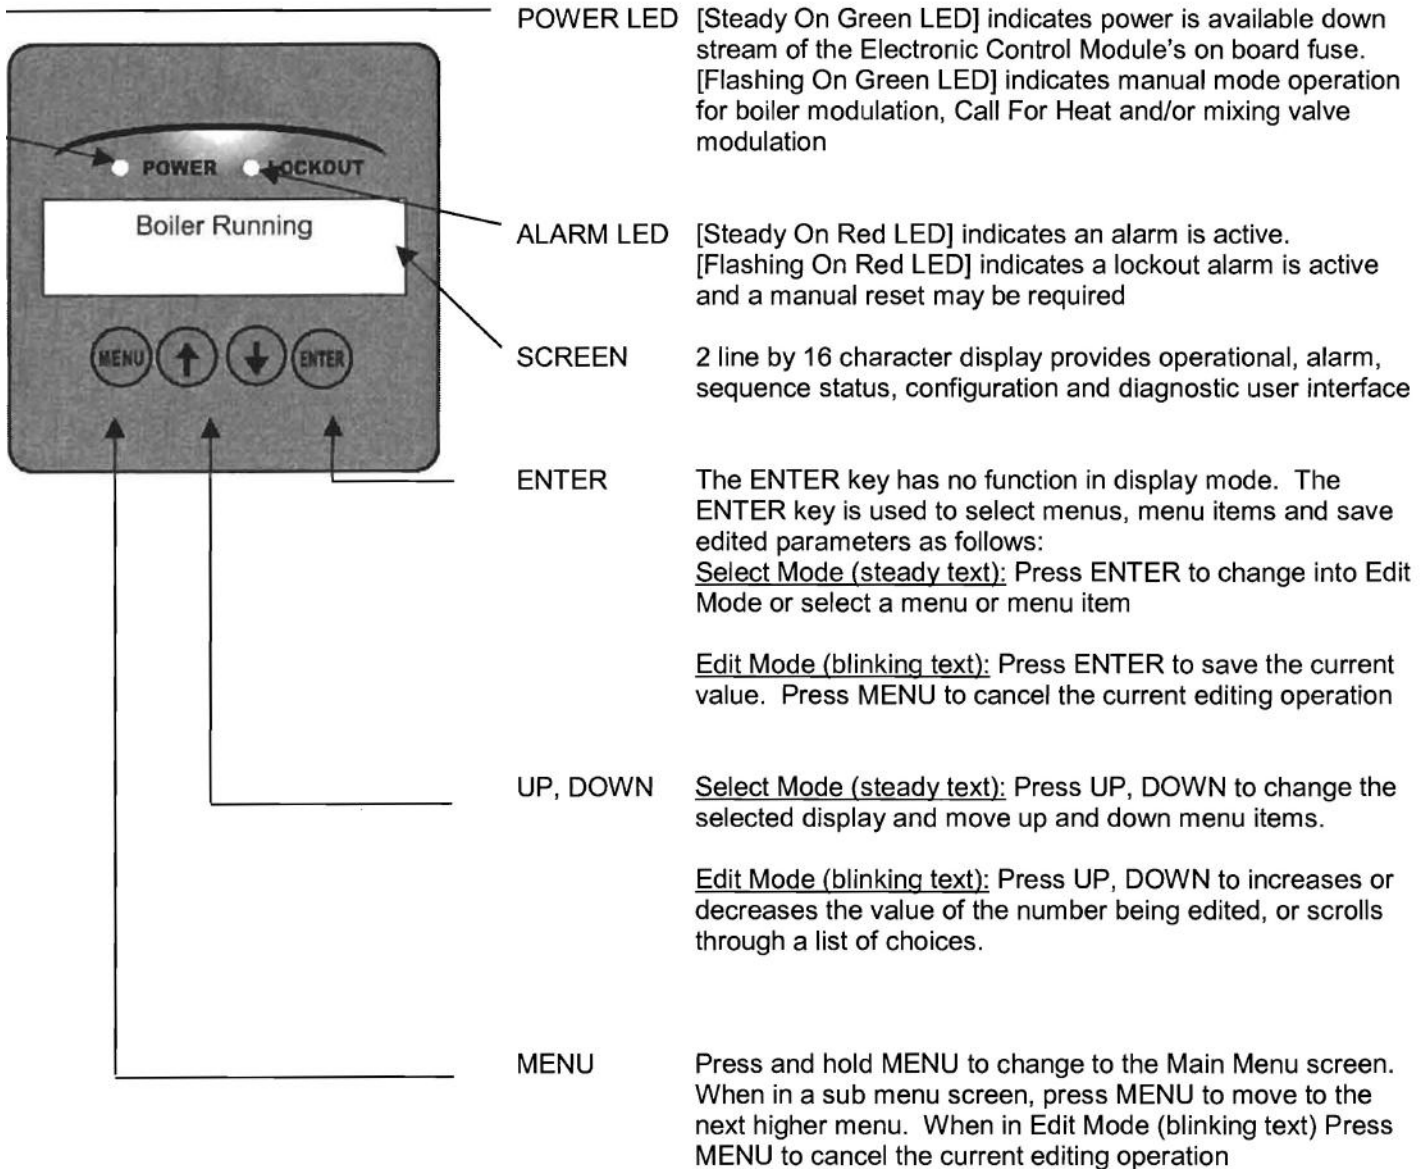 POWER LED [Steady On Green LED] indicates power is available down
stream of the Electronic Control Module's on board fuse.
[Flashing On Green LED] indicates manual mode operation
for boiler modulation, Call For Heat and/or mixing valve
modulation
POWER LOCKOUT
Boiler Running
MENU ENTER
ALARM LED [Steady On Red LED] indicates an alarm is active.
[Flashing On Red LED] indicates a lockout alarm is active
and a manual reset may be required
SCREEN 2 line by 16 character display provides operational, alarm,
sequence status, configuration and diagnostic user interface
ENTER The ENTER key has no function in display mode. The
ENTER key is used to select menus, menu items and save
edited parameters as follows:
Select Mode (steady text): Press ENTER to change into Edit
Mode or select a menu or menu item
Edit Mode (blinking text): Press ENTER to save the current
value. Press MENU to cancel the current editing operation
UP, DOWN Select Mode (steady text): Press UP, DOWN to change the
selected display and move up and down menu items.
Edit Mode (blinking text): Press UP, DOWN to increases or
decreases the value of the number being edited, or scrolls
through a list of choices.
MENU Press and hold MENU to change to the Main Menu screen.
When in a sub menu screen, press MENU to move to the
next higher menu. When in Edit Mode (blinking text) Press
MENU to cancel the current editing operation